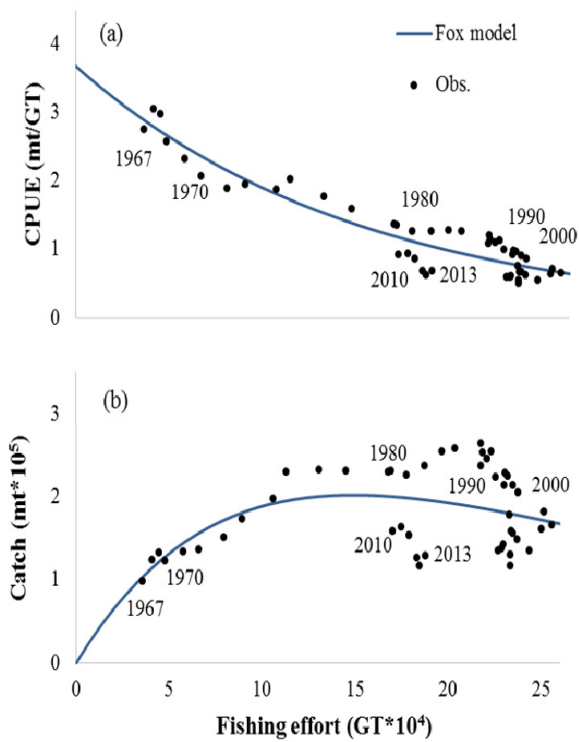 (a)
Fox model
Obs.
CPUE (mt/GT)
4
3
2
1
0
1967
1970
1980
1990
2000
2010
2013
(b)
Catch (mt*10⁵)
3
2
1
0
1967
1970
1980
1990
2000
2010
2013
0 5 10 15 20 25
Fishing effort (GT*10⁴)